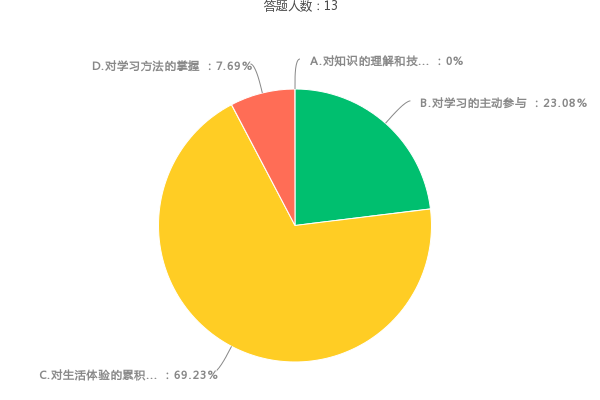 答题人数：13
D.对学习方法的掌握 ：7.69%
A.对知识的理解和技... ：0%
B.对学习的主动参与 ：23.08%
C.对生活体验的累积... ：69.23%